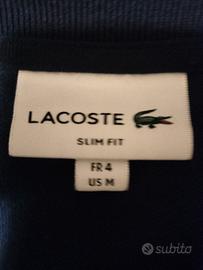 LACOSTE
SLIM FIT
FR 4
US M
subito